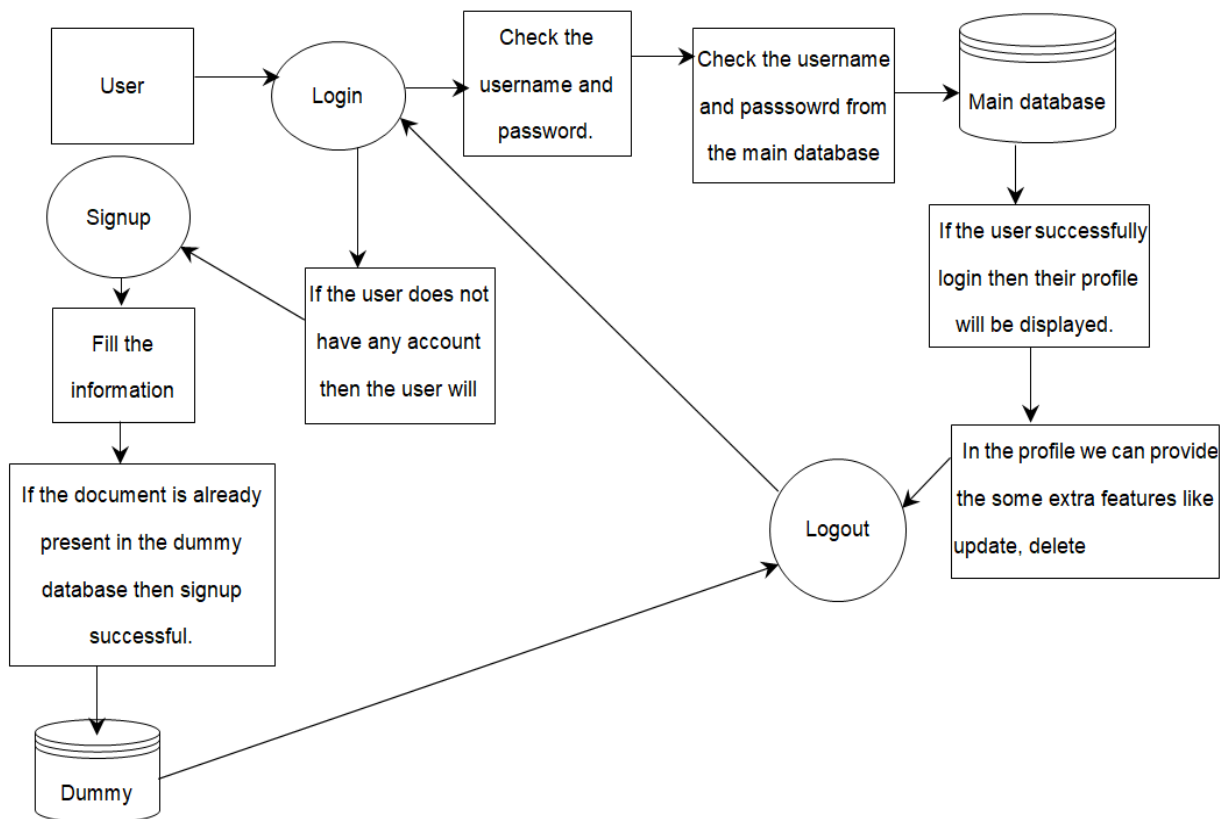 User
Login
Check the
username and
password.
Check the username
and passsowrd from
the main database
Main database
Signup
If the user does not
have any account
then the user will
If the user successfully
login then their profile
will be displayed.
Fill the
information
In the profile we can provide
the some extra features like
update, delete
Logout
If the document is already
present in the dummy
database then signup
successful.
Dummy